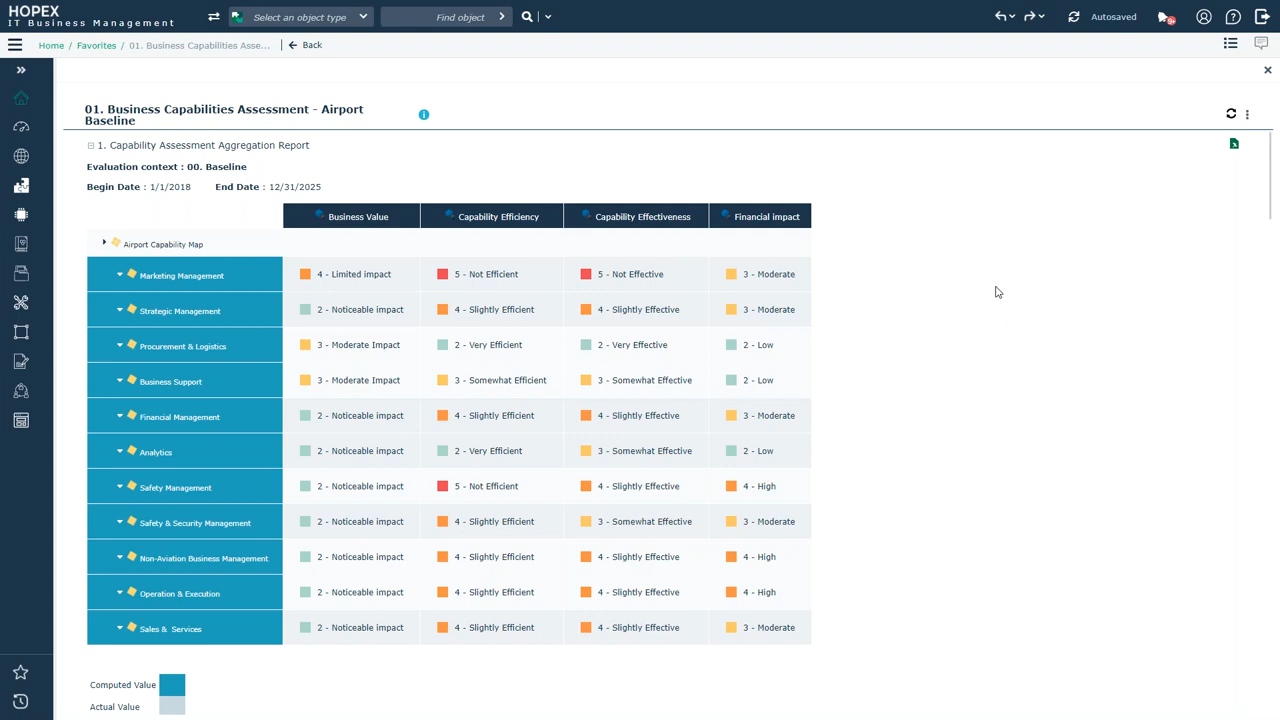 HOPEX
IT Business Management
Select an object type
Find object
Autosaved
9+
Home / Favorites / 01. Business Capabilities Asse... Back
01. Business Capabilities Assessment - Airport
Baseline
1. Capability Assessment Aggregation Report
Evaluation context : 00. Baseline
Begin Date : 1/1/2018 End Date : 12/31/2025
Business Value Capability Efficiency Capability Effectiveness Financial impact
Airport Capability Map
Marketing Management 4 - Limited impact 5 - Not Efficient 5 - Not Effective 3 - Moderate
Strategic Management 2 - Noticeable impact 4 - Slightly Efficient 4 - Slightly Effective 3 - Moderate
Procurement & Logistics 3 - Moderate Impact 2 - Very Efficient 2 - Very Effective 2 - Low
Business Support 3 - Moderate Impact 3 - Somewhat Efficient 3 - Somewhat Effective 2 - Low
Financial Management 2 - Noticeable impact 4 - Slightly Efficient 4 - Slightly Effective 3 - Moderate
Analytics 2 - Noticeable impact 2 - Very Efficient 3 - Somewhat Effective 2 - Low
Safety Management 2 - Noticeable impact 5 - Not Efficient 4 - Slightly Effective 4 - High
Safety & Security Management 2 - Noticeable impact 4 - Slightly Efficient 3 - Somewhat Effective 3 - Moderate
Non-Aviation Business Management 2 - Noticeable impact 4 - Slightly Efficient 4 - Slightly Effective 4 - High
Operation & Execution 2 - Noticeable impact 4 - Slightly Efficient 4 - Slightly Effective 4 - High
Sales & Services 2 - Noticeable impact 4 - Slightly Efficient 4 - Slightly Effective 3 - Moderate
Computed Value
Actual Value